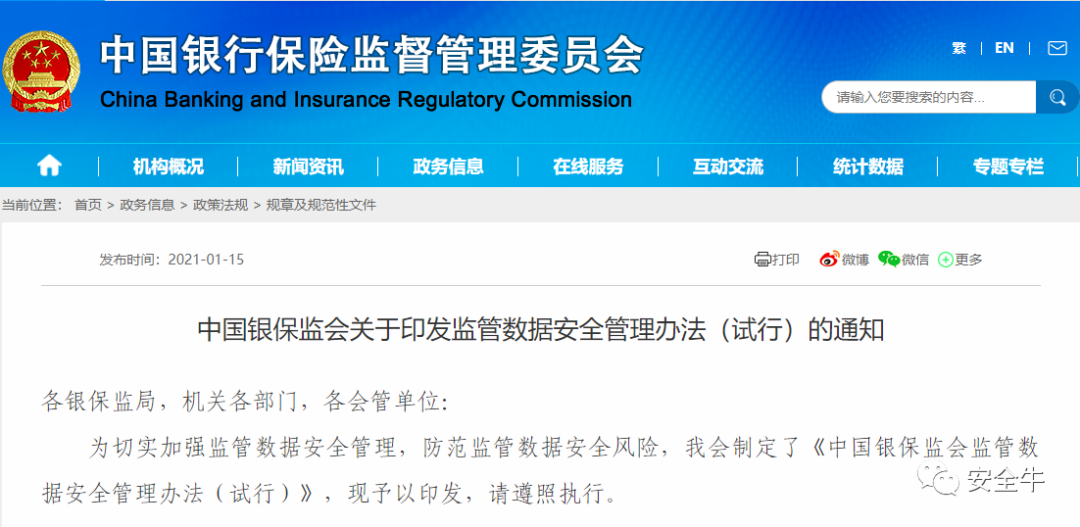 中国银行保险监督管理委员会
China Banking and Insurance Regulatory Commission
繁 | EN |
请输入您要搜索的内容...
机构概况 | 新闻资讯 | 政务信息 | 在线服务 | 互动交流 | 统计数据 | 专题专栏
当前位置： 首页 > 政务信息 > 政策法规 > 规章及规范性文件
发布时间：2021-01-15 打印 微博 微信 更多
中国银保监会关于印发监管数据安全管理办法（试行）的通知
各银保监局，机关各部门，各会管单位：
为切实加强监管数据安全管理，防范监管数据安全风险，我会制定了《中国银保监会监管数
据安全管理办法（试行）》，现予以印发，请遵照执行。
安全牛